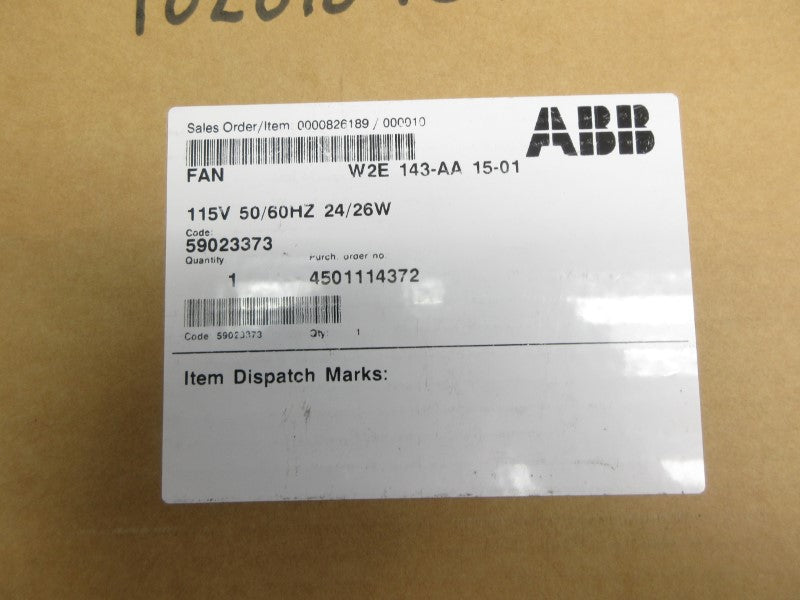 Sales Order/Item 0000826189 / 000010
ABB
FAN W2E 143-AA 15-01
115V 50/60HZ 24/26W
Code:
59023373
Quantity Purch. order no.
1 4501114372
Code 59023373 Qty: 1
Item Dispatch Marks: